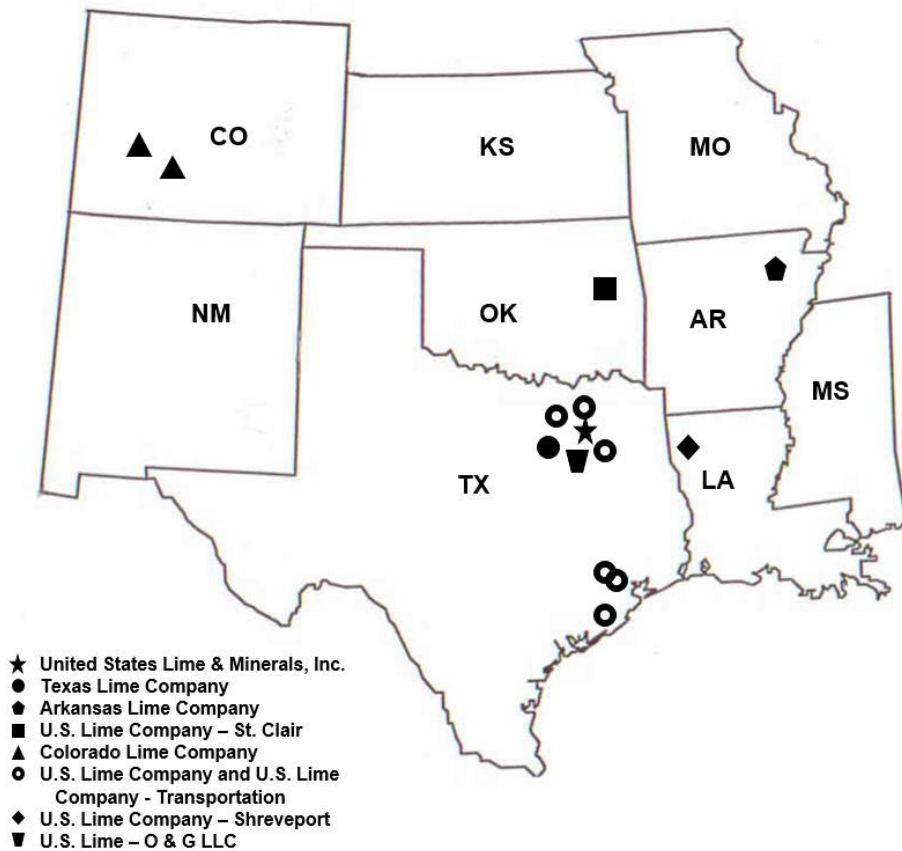 CO
KS
MO
NM
OK
AR
MS
TX
LA
United States Lime & Minerals, Inc.
Texas Lime Company
Arkansas Lime Company
U.S. Lime Company – St. Clair
Colorado Lime Company
U.S. Lime Company and U.S. Lime
Company - Transportation
U.S. Lime Company – Shreveport
U.S. Lime – O & G LLC